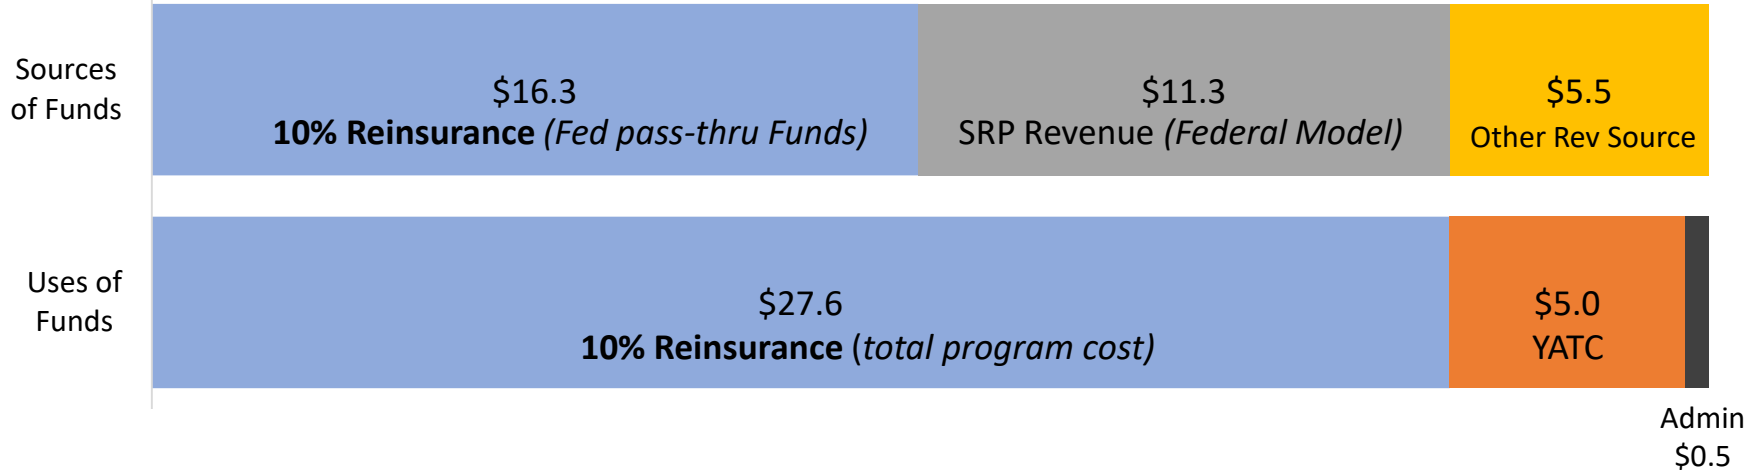 Sources
of Funds
$16.3
10% Reinsurance (Fed pass-thru Funds)
$11.3
SRP Revenue (Federal Model)
$5.5
Other Rev Source
Uses of
Funds
$27.6
10% Reinsurance (total program cost)
$5.0
YATC
Admin
$0.5